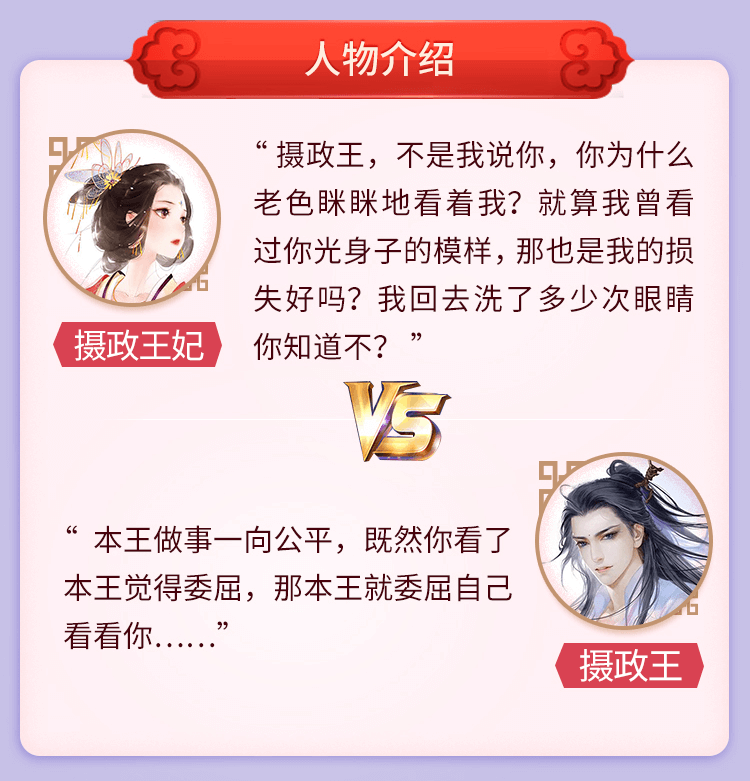 人物介绍
“摄政王，不是我说你，你为什么
老色眯眯地看着我？就算我曾看
过你光身子的模样，那也是我的损
失好吗？我回去洗了多少次眼睛
你知道不？”
摄政王妃
VS
“本王做事一向公平，既然你看了
本王觉得委屈，那本王就委屈自己
看看你……”
摄政王